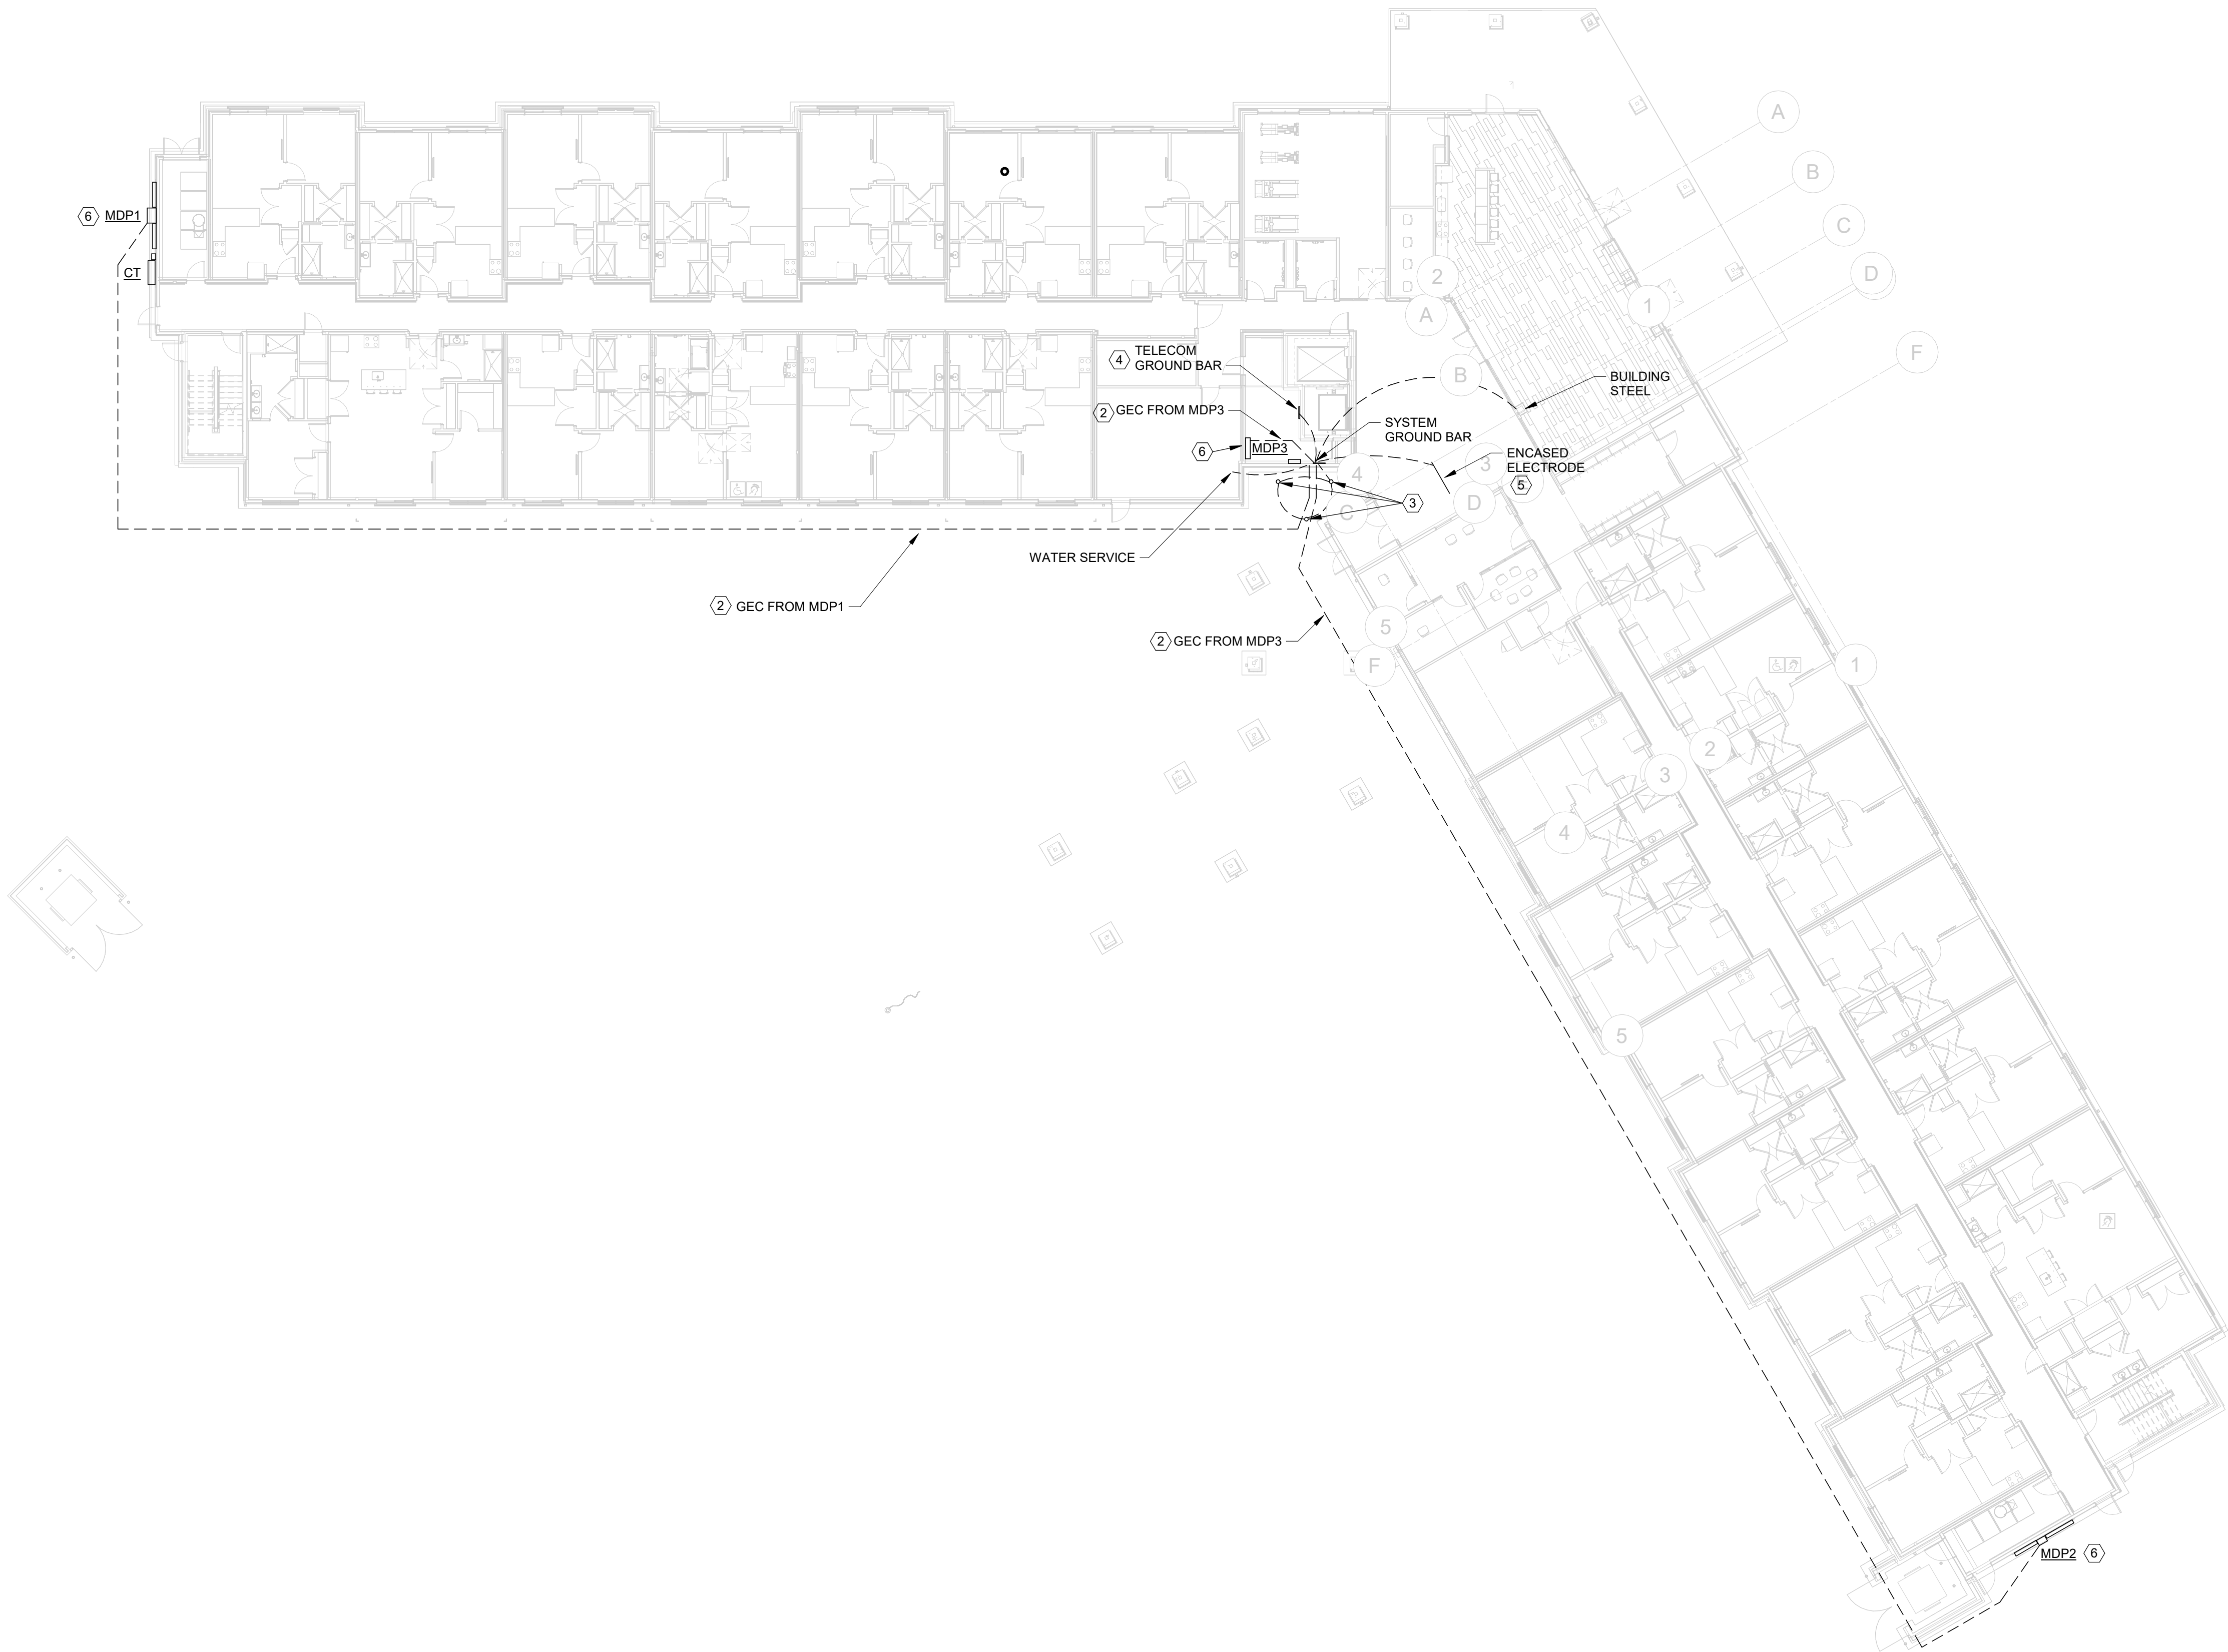 A
B
6 MDP1
C
CT
D
2
1
A
F
4 TELECOM
GROUND BAR
B
BUILDING
STEEL
2 GEC FROM MDP3
SYSTEM
GROUND BAR
6
MDP3
ENCASED
ELECTRODE
5
3
4
D
C
3
WATER SERVICE
2 GEC FROM MDP1
5
2 GEC FROM MDP3
F
1
2
3
4
5
MDP2 6